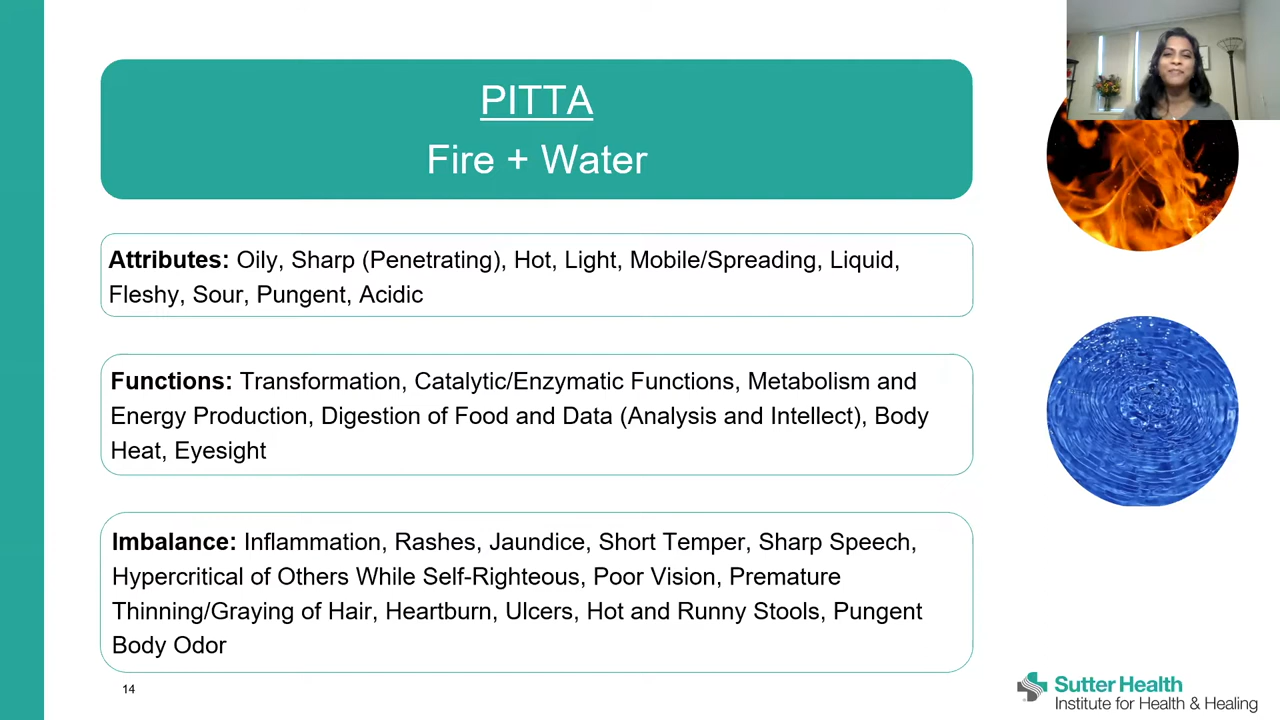 PITTA
Fire + Water
Attributes: Oily, Sharp (Penetrating), Hot, Light, Mobile/Spreading, Liquid,
Fleshy, Sour, Pungent, Acidic
Functions: Transformation, Catalytic/Enzymatic Functions, Metabolism and
Energy Production, Digestion of Food and Data (Analysis and Intellect), Body
Heat, Eyesight
Imbalance: Inflammation, Rashes, Jaundice, Short Temper, Sharp Speech,
Hypercritical of Others While Self-Righteous, Poor Vision, Premature
Thinning/Graying of Hair, Heartburn, Ulcers, Hot and Runny Stools, Pungent
Body Odor
14
Sutter Health
Institute for Health & Healing